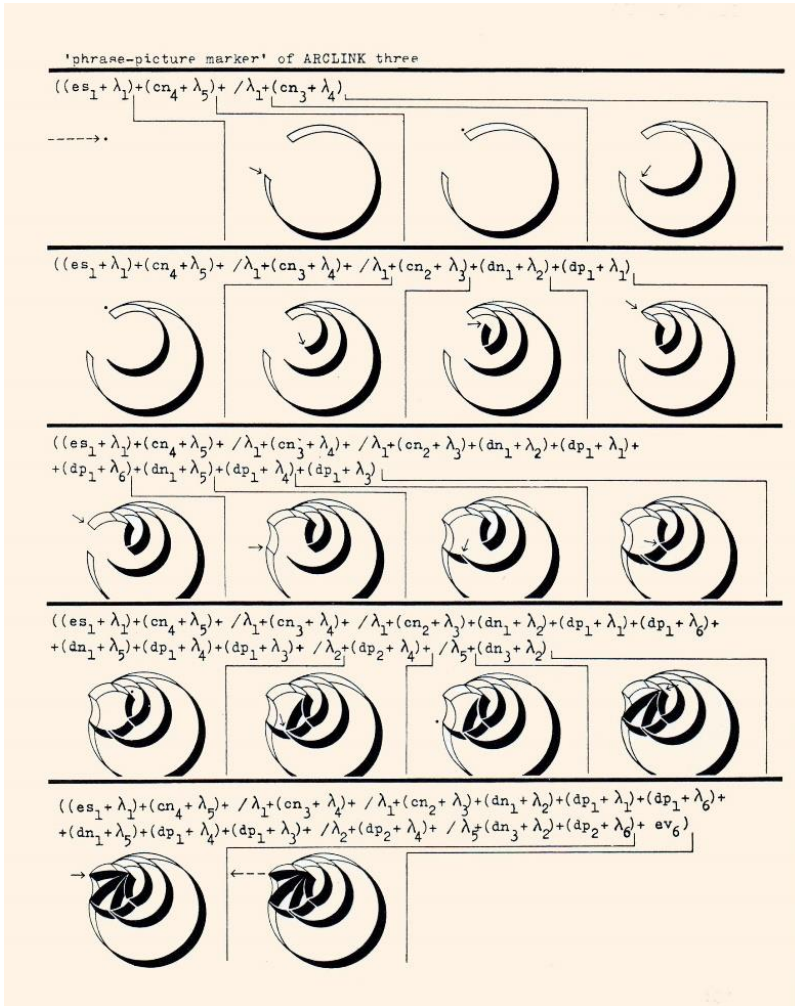 'phrase-picture marker' of ARCLINK three
((es₁+λ₁)+(cn₄+λ₅)+ /λ₁+(cn₃+λ₄)
((es₁+λ₁)+(cn₄+λ₅)+ /λ₁+(cn₃+λ₄)+ /λ₁+(cn₂+λ₃)+(dn₁+λ₂)+(dp₁+λ₁)
((es₁+λ₁)+(cn₄+λ₅)+ /λ₁+(cn₃+λ₄)+ /λ₁+(cn₂+λ₃)+(dn₁+λ₂)+(dp₁+λ₁)+
+(dp₁+λ₆)+(dn₁+λ₅)+(dp₁+λ₄)+(dp₁+λ₃)
((es₁+λ₁)+(cn₄+λ₅)+ /λ₁+(cn₃+λ₄)+ /λ₁+(cn₂+λ₃)+(dn₁+λ₂)+(dp₁+λ₁)+(dp₁+λ₆)+
+(dn₁+λ₅)+(dp₁+λ₄)+(dp₁+λ₃)+ /λ₂+(dp₂+λ₄)+ /λ₅+(dn₃+λ₂)
((es₁+λ₁)+(cn₄+λ₅)+ /λ₁+(cn₃+λ₄)+ /λ₁+(cn₂+λ₃)+(dn₁+λ₂)+(dp₁+λ₁)+(dp₁+λ₆)+
+(dn₁+λ₅)+(dp₁+λ₄)+(dp₁+λ₃)+ /λ₂+(dp₂+λ₄)+ /λ₅+(dn₃+λ₂)+(dp₂+λ₆)+ ev₆)